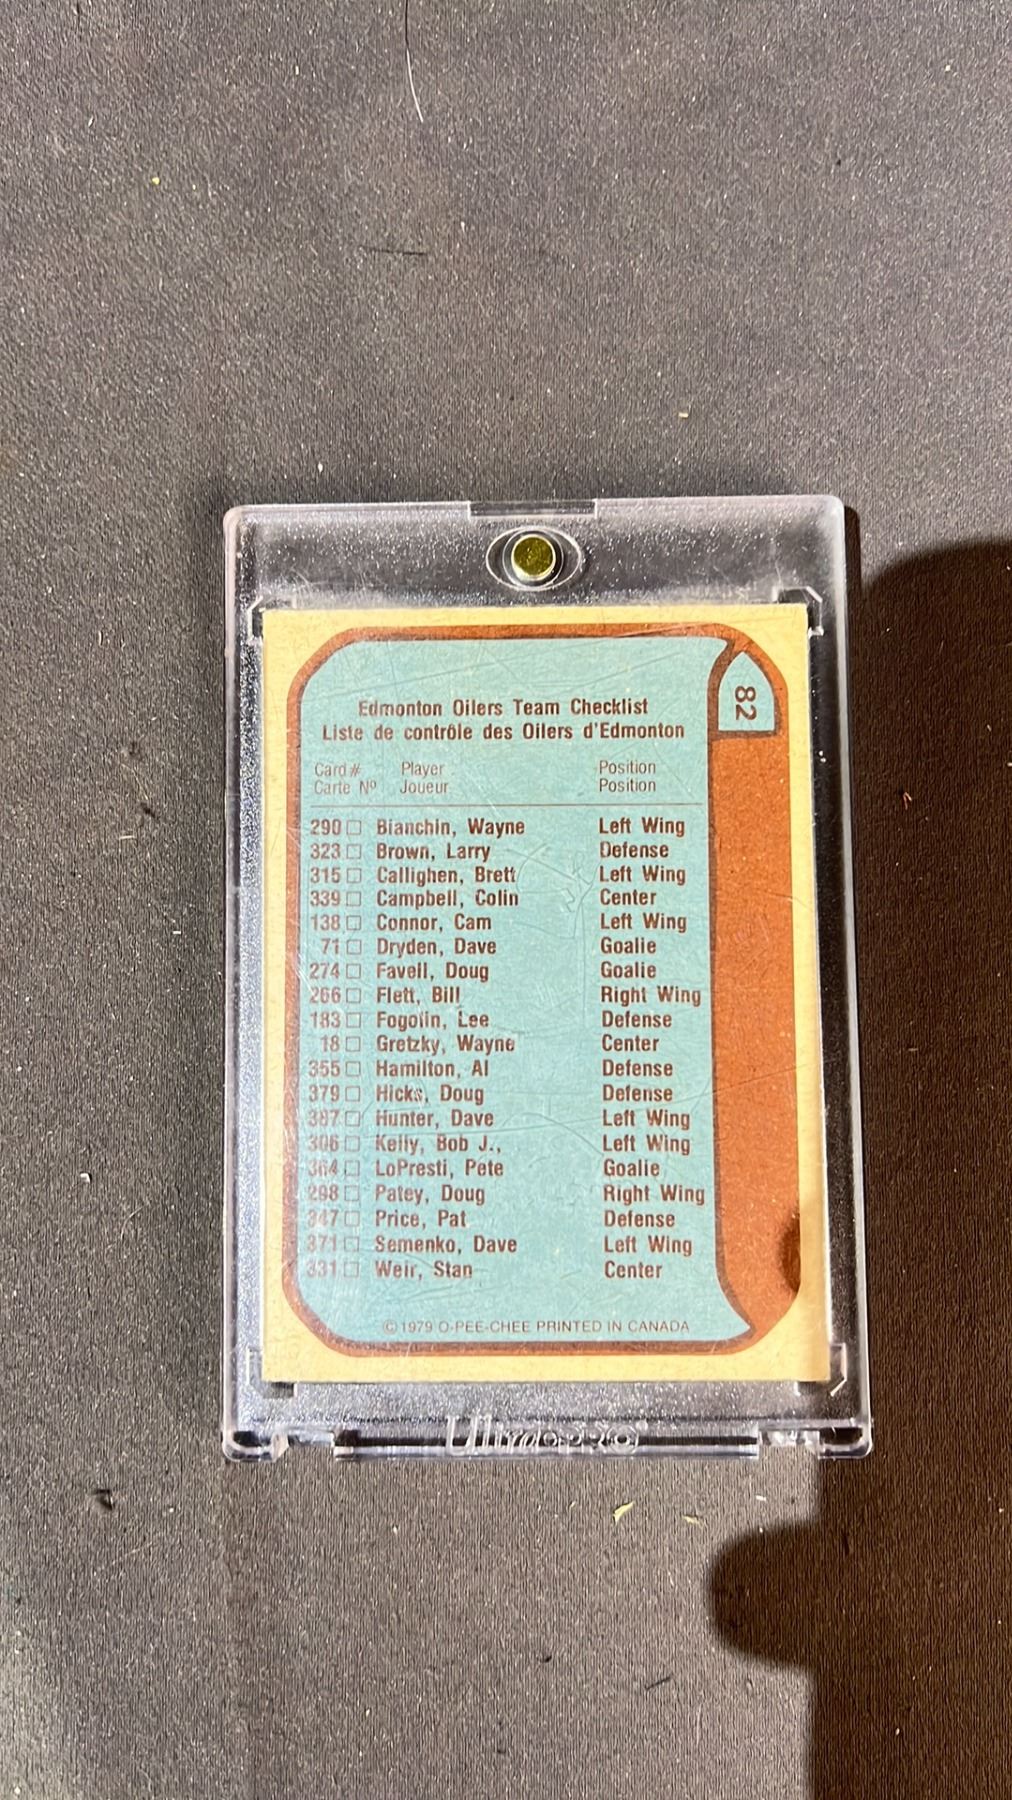 82
Edmonton Oilers Team Checklist
Liste de contrôle des Oilers d'Edmonton
Card # Player Position
Carte Nº Joueur Position
290 □ Bianchin, Wayne Left Wing
323 □ Brown, Larry Defense
315 □ Callighen, Brett Left Wing
339 □ Campbell, Colin Center
138 □ Connor, Cam Left Wing
71 □ Dryden, Dave Goalie
274 □ Favell, Doug Goalie
266 □ Flett, Bill Right Wing
183 □ Fogolin, Lee Defense
18 □ Gretzky, Wayne Center
355 □ Hamilton, Al Defense
379 □ Hicks, Doug Defense
387 □ Hunter, Dave Left Wing
306 □ Kelly, Bob J., Left Wing
364 □ LoPresti, Pete Goalie
298 □ Patey, Doug Right Wing
347 □ Price, Pat Defense
371 □ Semenko, Dave Left Wing
331 □ Weir, Stan Center
© 1979 O-PEE-CHEE PRINTED IN CANADA
Ultra PRO